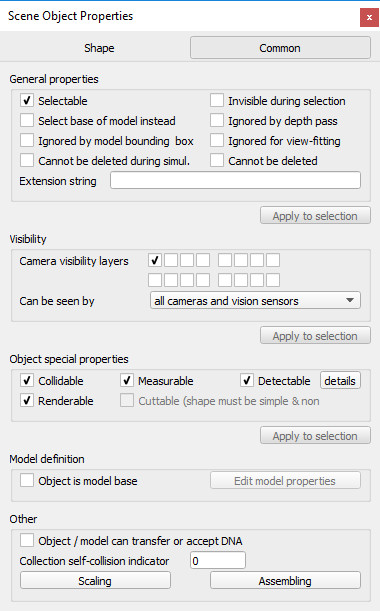 Scene Object Properties x
Shape Common
General properties
Selectable Invisible during selection
Select base of model instead Ignored by depth pass
Ignored by model bounding box Ignored for view-fitting
Cannot be deleted during simul. Cannot be deleted
Extension string
Apply to selection
Visibility
Camera visibility layers
Can be seen by all cameras and vision sensors
Apply to selection
Object special properties
Collidable Measurable Detectable details
Renderable Cuttable (shape must be simple & non
Apply to selection
Model definition
Object is model base Edit model properties
Other
Object / model can transfer or accept DNA
Collection self-collision indicator 0
Scaling Assembling